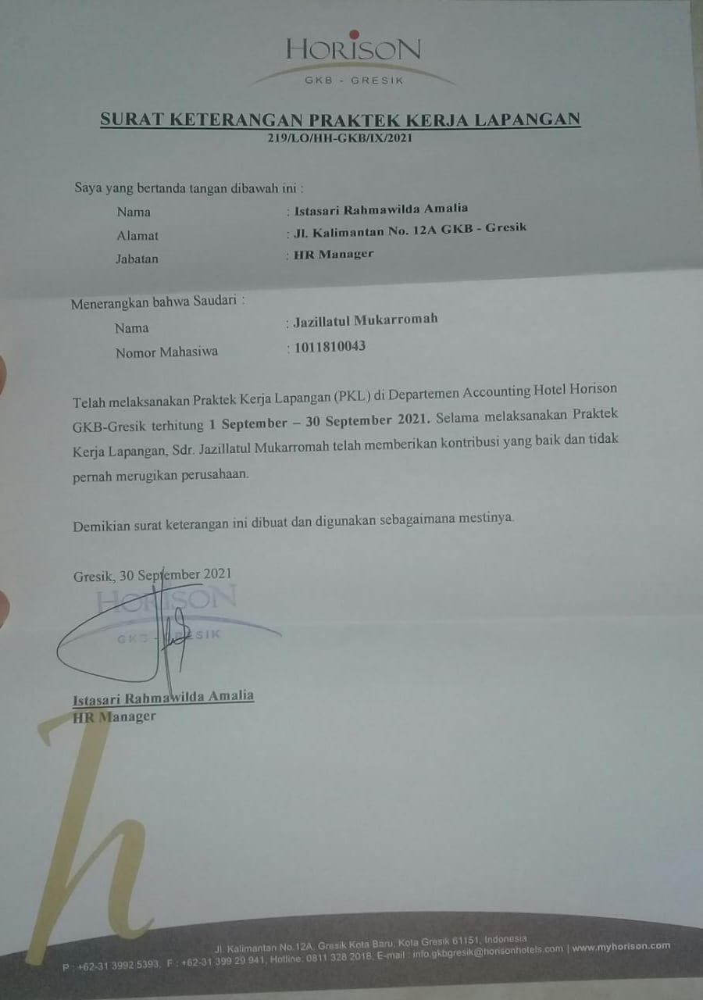 HORISON
GKB - GRESIK
SURAT KETERANGAN PRAKTEK KERJA LAPANGAN
219/LO/HH-GKB/IX/2021
Saya yang bertanda tangan dibawah ini :
Nama : Istasari Rahmawilda Amalia
Alamat : Jl. Kalimantan No. 12A GKB - Gresik
Jabatan : HR Manager
Menerangkan bahwa Saudari :
Nama : Jazillatul Mukarromah
Nomor Mahasiwa : 1011810043
Telah melaksanakan Praktek Kerja Lapangan (PKL) di Departemen Accounting Hotel Horison
GKB-Gresik terhitung 1 September – 30 September 2021. Selama melaksanakan Praktek
Kerja Lapangan, Sdr. Jazillatul Mukarromah telah memberikan kontribusi yang baik dan tidak
pernah merugikan perusahaan.
Demikian surat keterangan ini dibuat dan digunakan sebagaimana mestinya.
Gresik, 30 September 2021
HORISON
GKB - GRESIK
Istasari Rahmawilda Amalia
HR Manager
h
Jl. Kalimantan No.12A, Gresik Kota Baru, Kota Gresik 61151, Indonesia
P : +62-31 3992 5393, F : +62-31 399 29 941, Hotline: 0811 328 2018, E-mail : info.gkbgresik@horisonhotels.com | www.myhorison.com